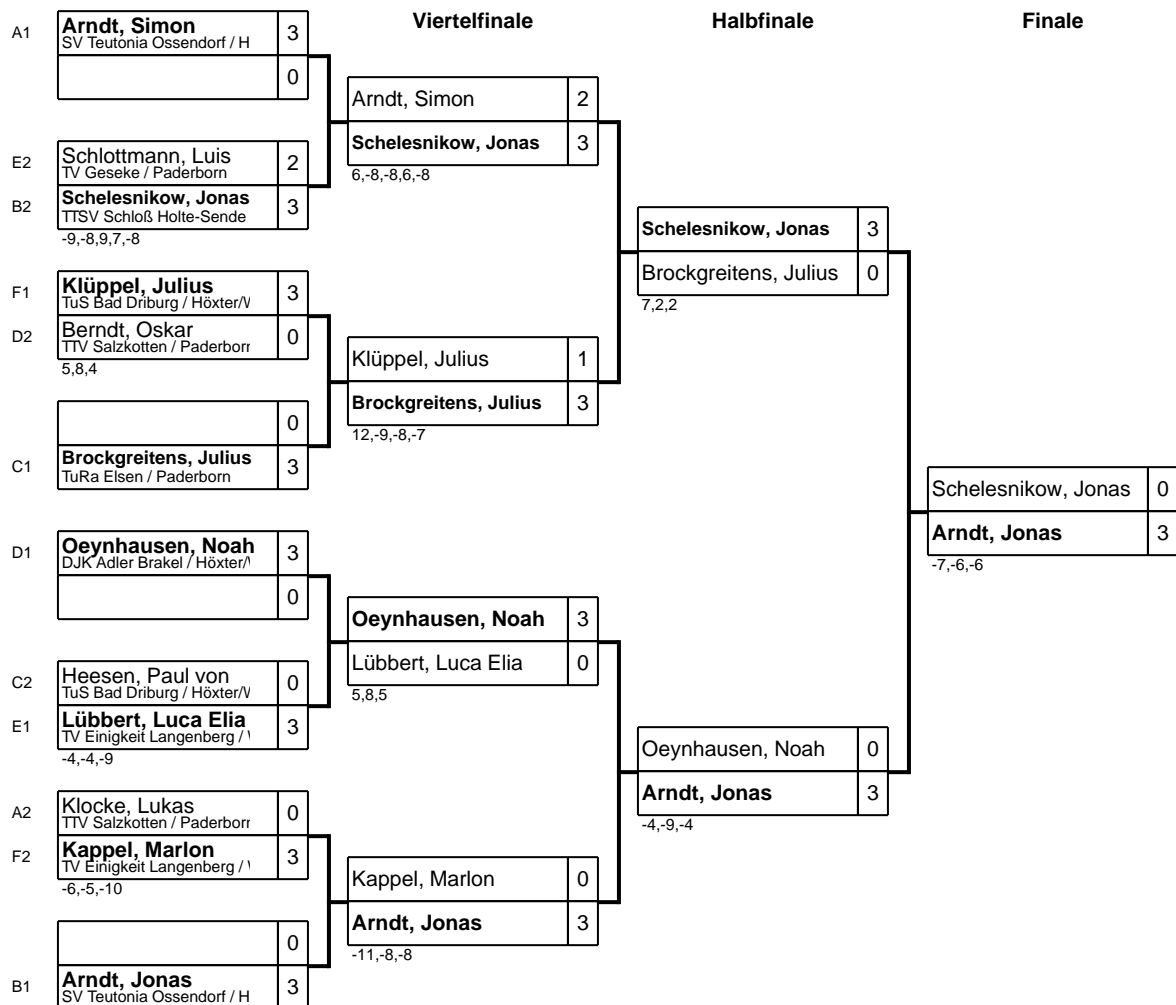 Viertelfinale Halbfinale Finale
A1 Arndt, Simon 3
SV Teutonia Ossendorf / H
0
E2 Schlottmann, Luis 2
TV Geseke / Paderborn
B2 Schelesnikow, Jonas 3
TTSV Schloß Holte-Sende
-9,-8,9,7,-8
F1 Klüppel, Julius 3
TuS Bad Driburg / Höxter/
D2 Berndt, Oskar 0
TTV Salzkotten / Paderborn
5,8,4
0
C1 Brockgreitens, Julius 3
TuRa Elsen / Paderborn
D1 Oeynhausen, Noah 3
DJK Adler Brakel / Höxter/
0
C2 Heesen, Paul von 0
TuS Bad Driburg / Höxter/
E1 Lübbert, Luca Elia 3
TV Einigkeit Langenberg /
-4,-4,-9
A2 Klocke, Lukas 0
TTV Salzkotten / Paderborn
F2 Kappel, Marlon 3
TV Einigkeit Langenberg /
-6,-5,-10
0
B1 Arndt, Jonas 3
SV Teutonia Ossendorf / H
Arndt, Simon 2
Schelesnikow, Jonas 3
6,-8,-8,6,-8
Klüppel, Julius 1
Brockgreitens, Julius 3
12,-9,-8,-7
Oeynhausen, Noah 3
Lübbert, Luca Elia 0
5,8,5
Kappel, Marlon 0
Arndt, Jonas 3
-11,-8,-8
Schelesnikow, Jonas 3
Brockgreitens, Julius 0
7,2,2
Oeynhausen, Noah 0
Arndt, Jonas 3
-4,-9,-4
Schelesnikow, Jonas 0
Arndt, Jonas 3
-7,-6,-6